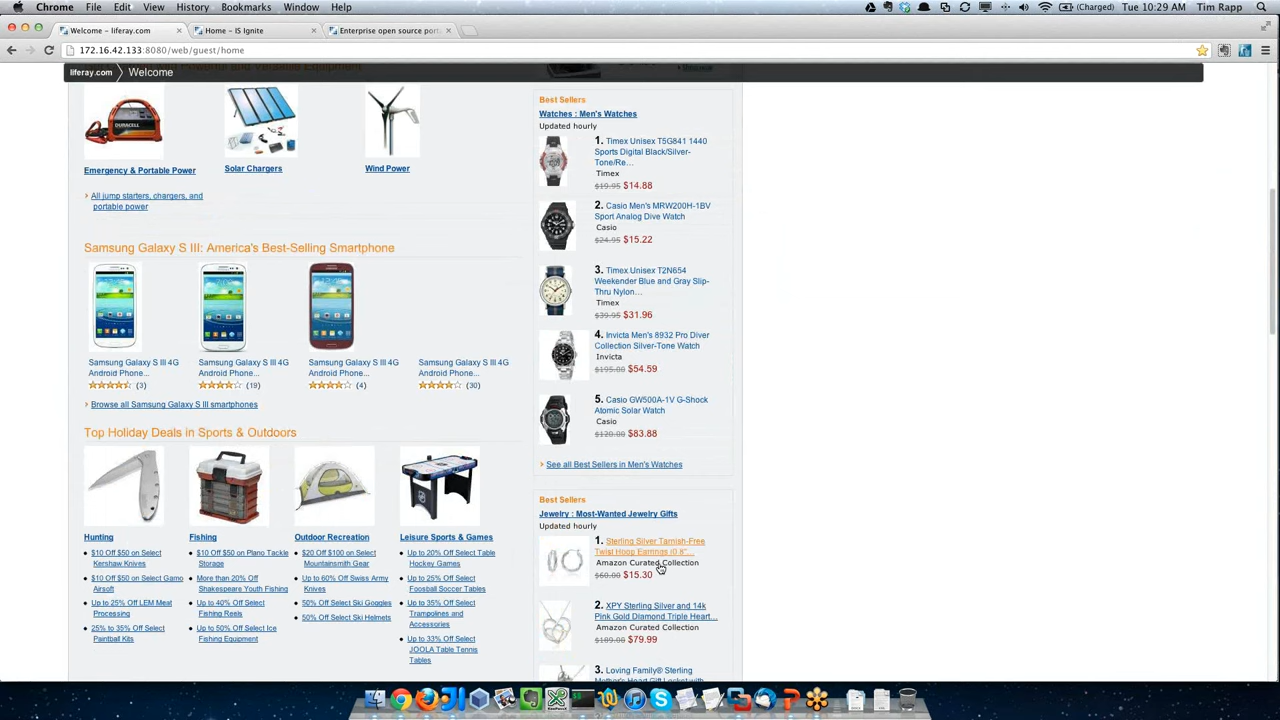 Chrome File Edit View History Bookmarks Window Help
(Charged) Tue 10:29 AM Tim Rapp
Welcome – liferay.com
Home – IS Ignite
Enterprise open source port
172.16.42.133:8080/web/guest/home
liferay.com Welcome
Emergency & Portable Power
Solar Chargers
Wind Power
All jump starters, chargers, and
portable power
Samsung Galaxy S III: America's Best-Selling Smartphone
Samsung Galaxy S III 4G
Android Phone...
(3)
Samsung Galaxy S III 4G
Android Phone...
(19)
Samsung Galaxy S III 4G
Android Phone...
(4)
Samsung Galaxy S III 4G
Android Phone...
(30)
Browse all Samsung Galaxy S III smartphones
Top Holiday Deals in Sports & Outdoors
Hunting
$10 Off $50 on Select
Kershaw Knives
$10 Off $50 on Select Gamo
Airsoft
Up to 25% Off LEM Meat
Processing
25% to 35% Off Select
Paintball Kits
Fishing
$10 Off $50 on Plano Tackle
Storage
More than 20% Off
Shakespeare Youth Fishing
Up to 40% Off Select
Fishing Reels
Up to 50% Off Select Ice
Fishing Equipment
Outdoor Recreation
$20 Off $100 on Select
Mountainsmith Gear
Up to 60% Off Swiss Army
Knives
50% Off Select Ski Goggles
50% Off Select Ski Helmets
Leisure Sports & Games
Up to 20% Off Select Table
Hockey Games
Up to 25% Off Select
Foosball Soccer Tables
Up to 35% Off Select
Trampolines and
Accessories
Up to 33% Off Select
JOOLA Table Tennis
Tables
Best Sellers
Watches : Men's Watches
Updated hourly
1. Timex Unisex T5G841 1440
Sports Digital Black/Silver-
Tone/Re...
Timex
$19.95 $14.88
2. Casio Men's MRW200H-1BV
Sport Analog Dive Watch
Casio
$24.95 $15.22
3. Timex Unisex T2N654
Weekender Blue and Gray Slip-
Thru Nylon...
Timex
$39.95 $31.96
4. Invicta Men's 8932 Pro Diver
Collection Silver-Tone Watch
Invicta
$195.00 $54.59
5. Casio GW500A-1V G-Shock
Atomic Solar Watch
Casio
$120.00 $83.88
See all Best Sellers in Men's Watches
Best Sellers
Jewelry : Most-Wanted Jewelry Gifts
Updated hourly
1. Sterling Silver Tarnish-Free
Twist Hoop Earrings (0.8"...
Amazon Curated Collection
$60.00 $15.30
2. XPY Sterling Silver and 14k
Pink Gold Diamond Triple Heart...
Amazon Curated Collection
$189.00 $79.99
3. Loving Family® Sterling